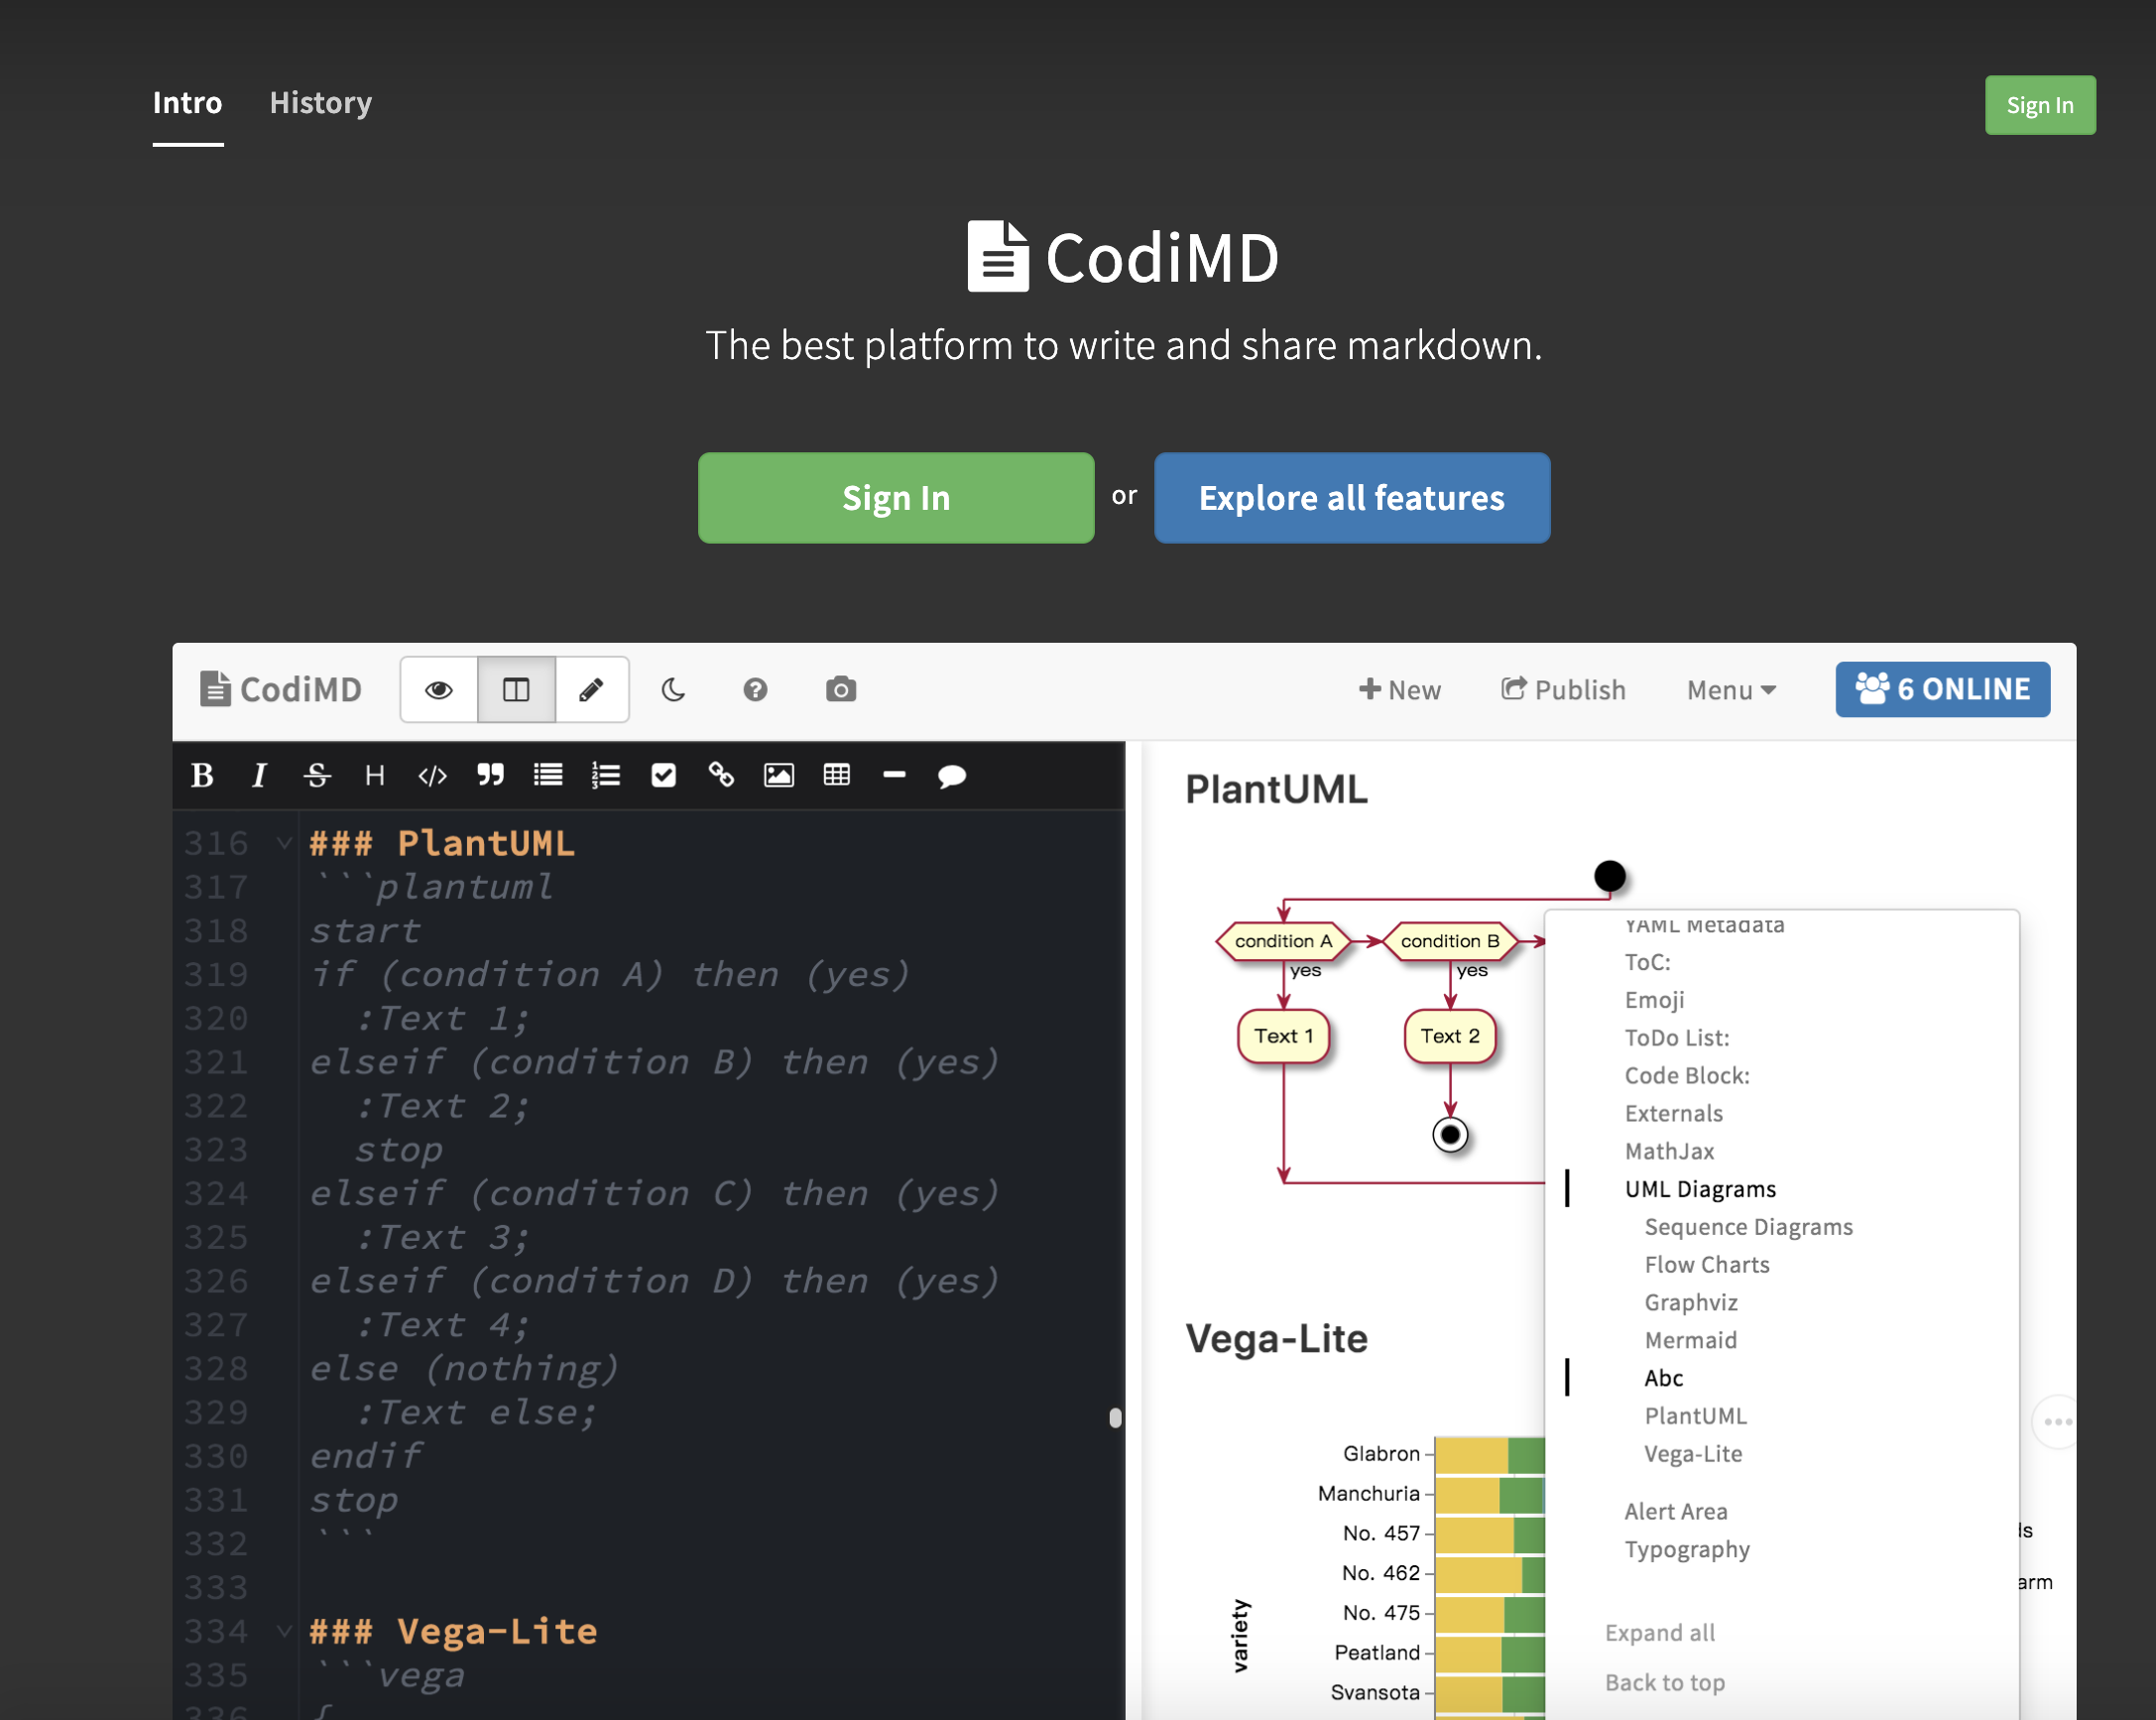 Intro History
Sign In
CodiMD
The best platform to write and share markdown.
Sign In or Explore all features
CodiMD
New Publish Menu 6 ONLINE
B I S H </>
316 ### PlantUML
317 ```plantuml
318 start
319 if (condition A) then (yes)
320   :Text 1;
321 elseif (condition B) then (yes)
322   :Text 2;
323   stop
324 elseif (condition C) then (yes)
325   :Text 3;
326 elseif (condition D) then (yes)
327   :Text 4;
328 else (nothing)
329   :Text else;
330 endif
331 stop
332 ```
333
334 ### Vega-Lite
335 ```vega
336 {
PlantUML
condition A condition B
yes yes
Text 1 Text 2
Vega-Lite
variety
Glabron
Manchuria
No. 457
No. 462
No. 475
Peatland
Svansota
YAML Metadata
ToC:
Emoji
ToDo List:
Code Block:
Externals
MathJax
UML Diagrams
Sequence Diagrams
Flow Charts
Graphviz
Mermaid
Abc
PlantUML
Vega-Lite
Alert Area
Typography
Expand all
Back to top